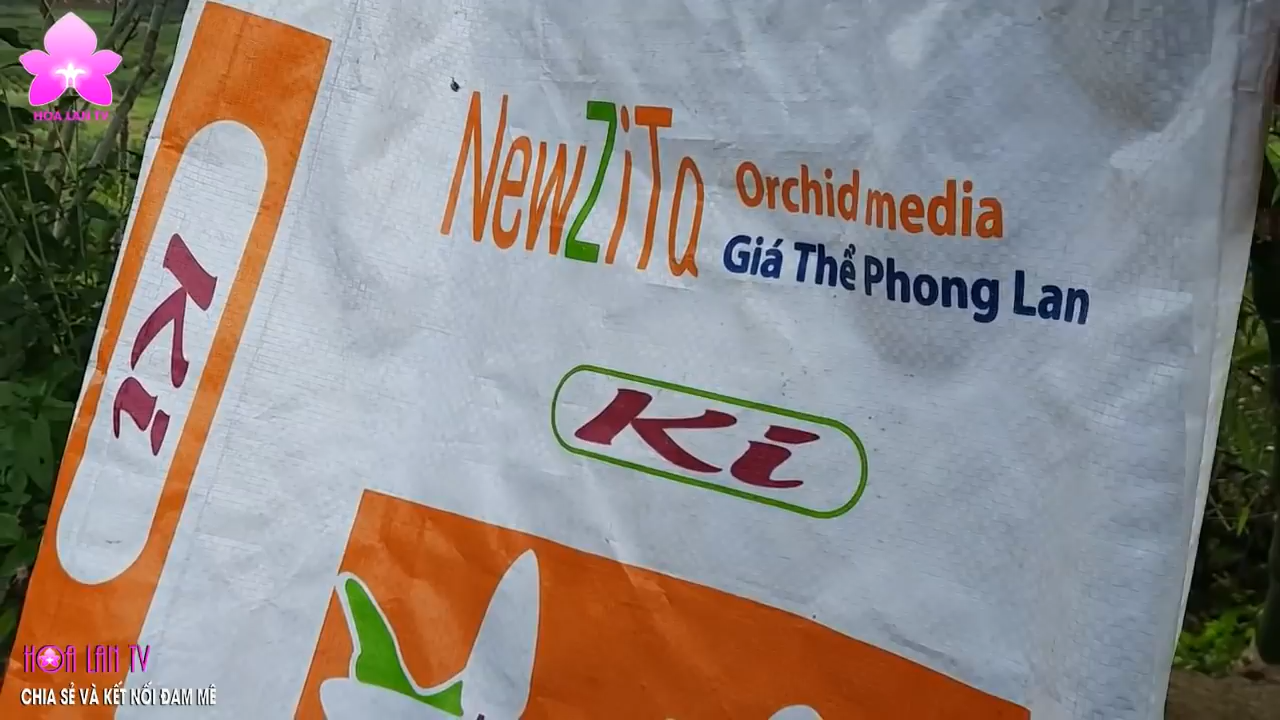 HOA LAN TV
NewZiTa
Orchid media
Giá Thể Phong Lan
Ki
Ki
HOA LAN TV
CHIA SẺ VÀ KẾT NỐI ĐAM MÊ